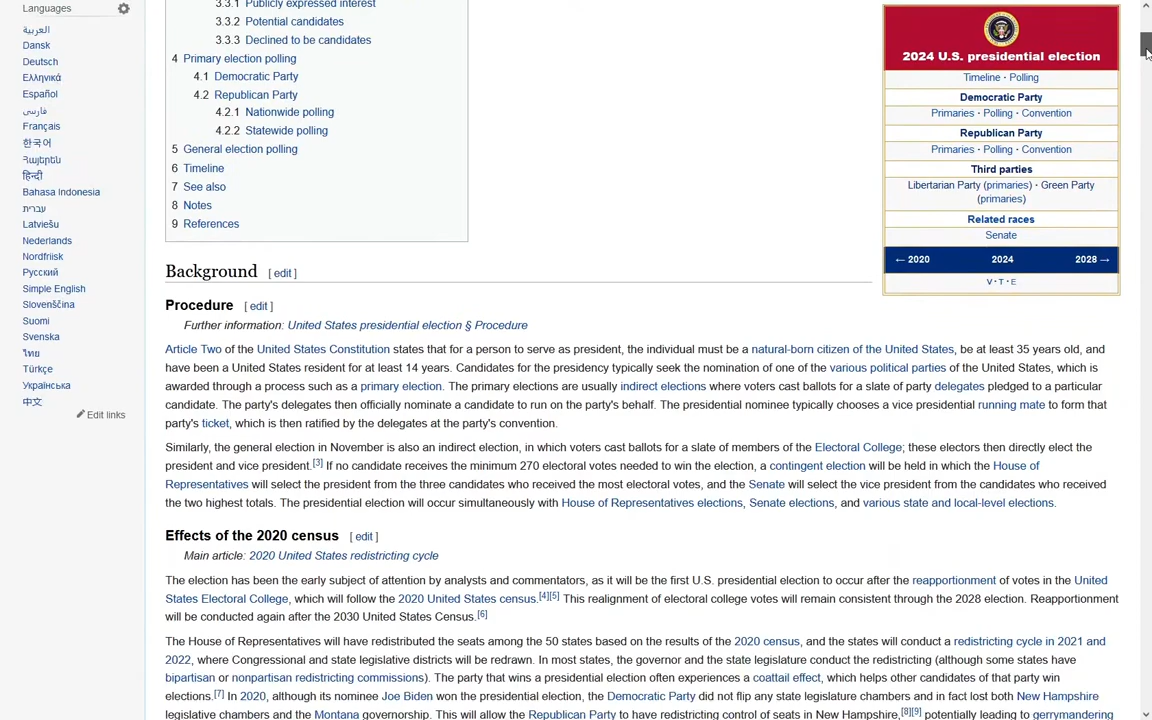 Languages
العربية
Dansk
Deutsch
Ελληνικά
Español
فارسی
Français
한국어
Հայերեն
हिन्दी
Bahasa Indonesia
עברית
Latviešu
Nederlands
Nordfriisk
Русский
Simple English
Slovenščina
Suomi
Svenska
ไทย
Türkçe
Українська
中文
Edit links
3.3.1 Publicly expressed interest
3.3.2 Potential candidates
3.3.3 Declined to be candidates
4 Primary election polling
4.1 Democratic Party
4.2 Republican Party
4.2.1 Nationwide polling
4.2.2 Statewide polling
5 General election polling
6 Timeline
7 See also
8 Notes
9 References
2024 U.S. presidential election
Timeline · Polling
Democratic Party
Primaries · Polling · Convention
Republican Party
Primaries · Polling · Convention
Third parties
Libertarian Party (primaries) · Green Party
(primaries)
Related races
Senate
← 2020 2024 2028 →
V · T · E
Background [ edit ]
Procedure [ edit ]
Further information: United States presidential election § Procedure
Article Two of the United States Constitution states that for a person to serve as president, the individual must be a natural-born citizen of the United States, be at least 35 years old, and
have been a United States resident for at least 14 years. Candidates for the presidency typically seek the nomination of one of the various political parties of the United States, which is
awarded through a process such as a primary election. The primary elections are usually indirect elections where voters cast ballots for a slate of party delegates pledged to a particular
candidate. The party's delegates then officially nominate a candidate to run on the party's behalf. The presidential nominee typically chooses a vice presidential running mate to form that
party's ticket, which is then ratified by the delegates at the party's convention.
Similarly, the general election in November is also an indirect election, in which voters cast ballots for a slate of members of the Electoral College; these electors then directly elect the
president and vice president.[3] If no candidate receives the minimum 270 electoral votes needed to win the election, a contingent election will be held in which the House of
Representatives will select the president from the three candidates who received the most electoral votes, and the Senate will select the vice president from the candidates who received
the two highest totals. The presidential election will occur simultaneously with House of Representatives elections, Senate elections, and various state and local-level elections.
Effects of the 2020 census [ edit ]
Main article: 2020 United States redistricting cycle
The election has been the early subject of attention by analysts and commentators, as it will be the first U.S. presidential election to occur after the reapportionment of votes in the United
States Electoral College, which will follow the 2020 United States census.[4][5] This realignment of electoral college votes will remain consistent through the 2028 election. Reapportionment
will be conducted again after the 2030 United States Census.[6]
The House of Representatives will have redistributed the seats among the 50 states based on the results of the 2020 census, and the states will conduct a redistricting cycle in 2021 and
2022, where Congressional and state legislative districts will be redrawn. In most states, the governor and the state legislature conduct the redistricting (although some states have
bipartisan or nonpartisan redistricting commissions). The party that wins a presidential election often experiences a coattail effect, which helps other candidates of that party win
elections.[7] In 2020, although its nominee Joe Biden won the presidential election, the Democratic Party did not flip any state legislature chambers and in fact lost both New Hampshire
legislative chambers and the Montana governorship. This will allow the Republican Party to have redistricting control of seats in New Hampshire,[8][9] potentially leading to gerrymandering